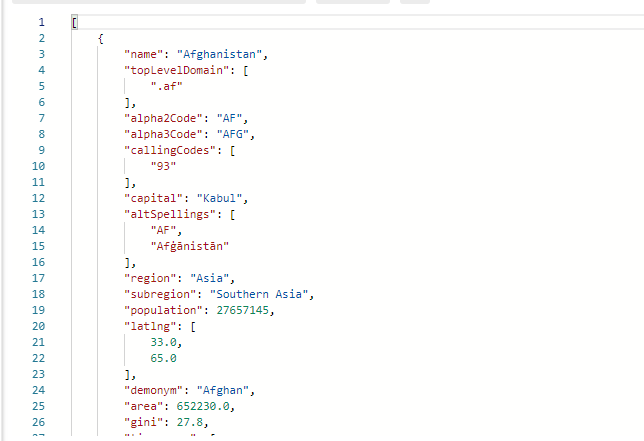 1 [
2 {
3 "name": "Afghanistan",
4 "topLevelDomain": [
5 ".af"
6 ],
7 "alpha2Code": "AF",
8 "alpha3Code": "AFG",
9 "callingCodes": [
10 "93"
11 ],
12 "capital": "Kabul",
13 "altSpellings": [
14 "AF",
15 "Afġānistān"
16 ],
17 "region": "Asia",
18 "subregion": "Southern Asia",
19 "population": 27657145,
20 "latlng": [
21 33.0,
22 65.0
23 ],
24 "demonym": "Afghan",
25 "area": 652230.0,
26 "gini": 27.8,